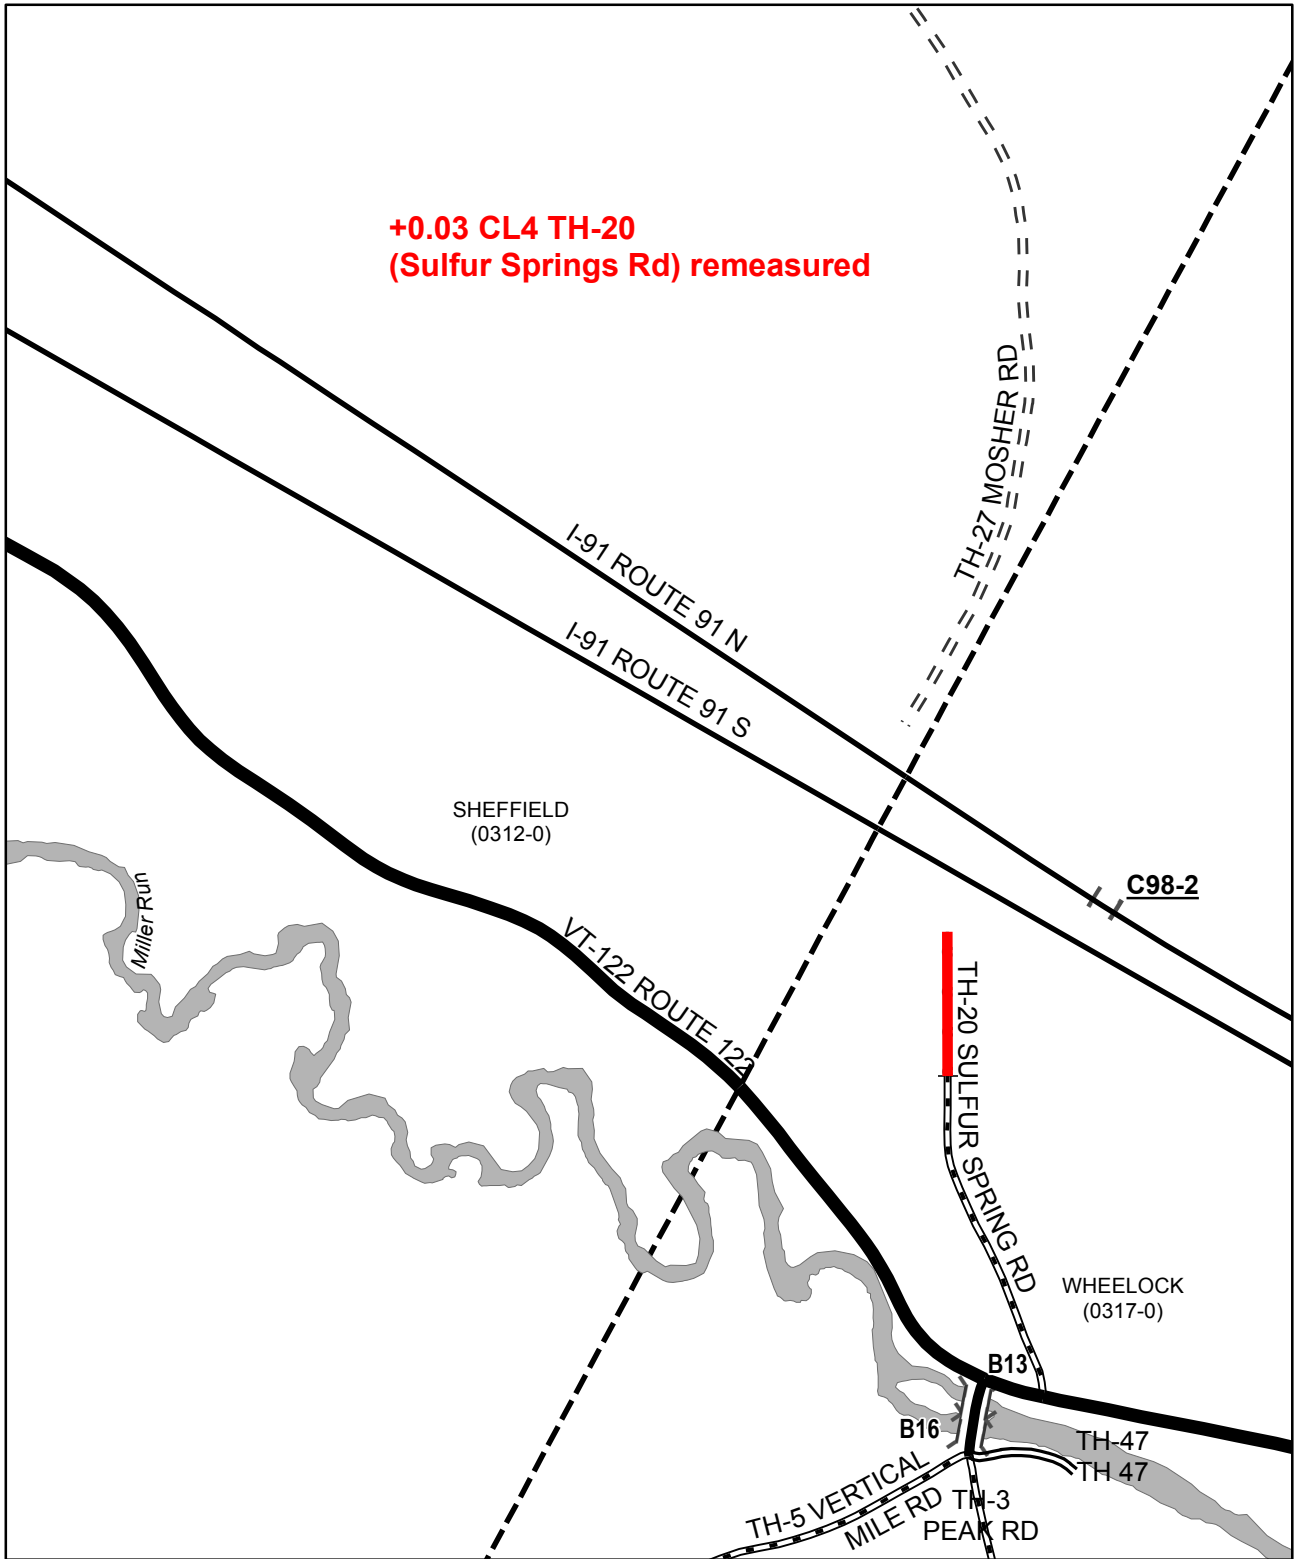 +0.03 CL4 TH-20
(Sulfur Springs Rd) remeasured
TH-27 MOSHER RD
I-91 ROUTE 91 N
I-91 ROUTE 91 S
SHEFFIELD
(0312-0)
Miller Run
C98-2
VT-122 ROUTE 122
TH-20 SULFUR SPRING RD
WHEELOCK
(0317-0)
B13
B16
TH-47
TH 47
TH-5 VERTICAL
MILE RD
TH-3
PEAK RD